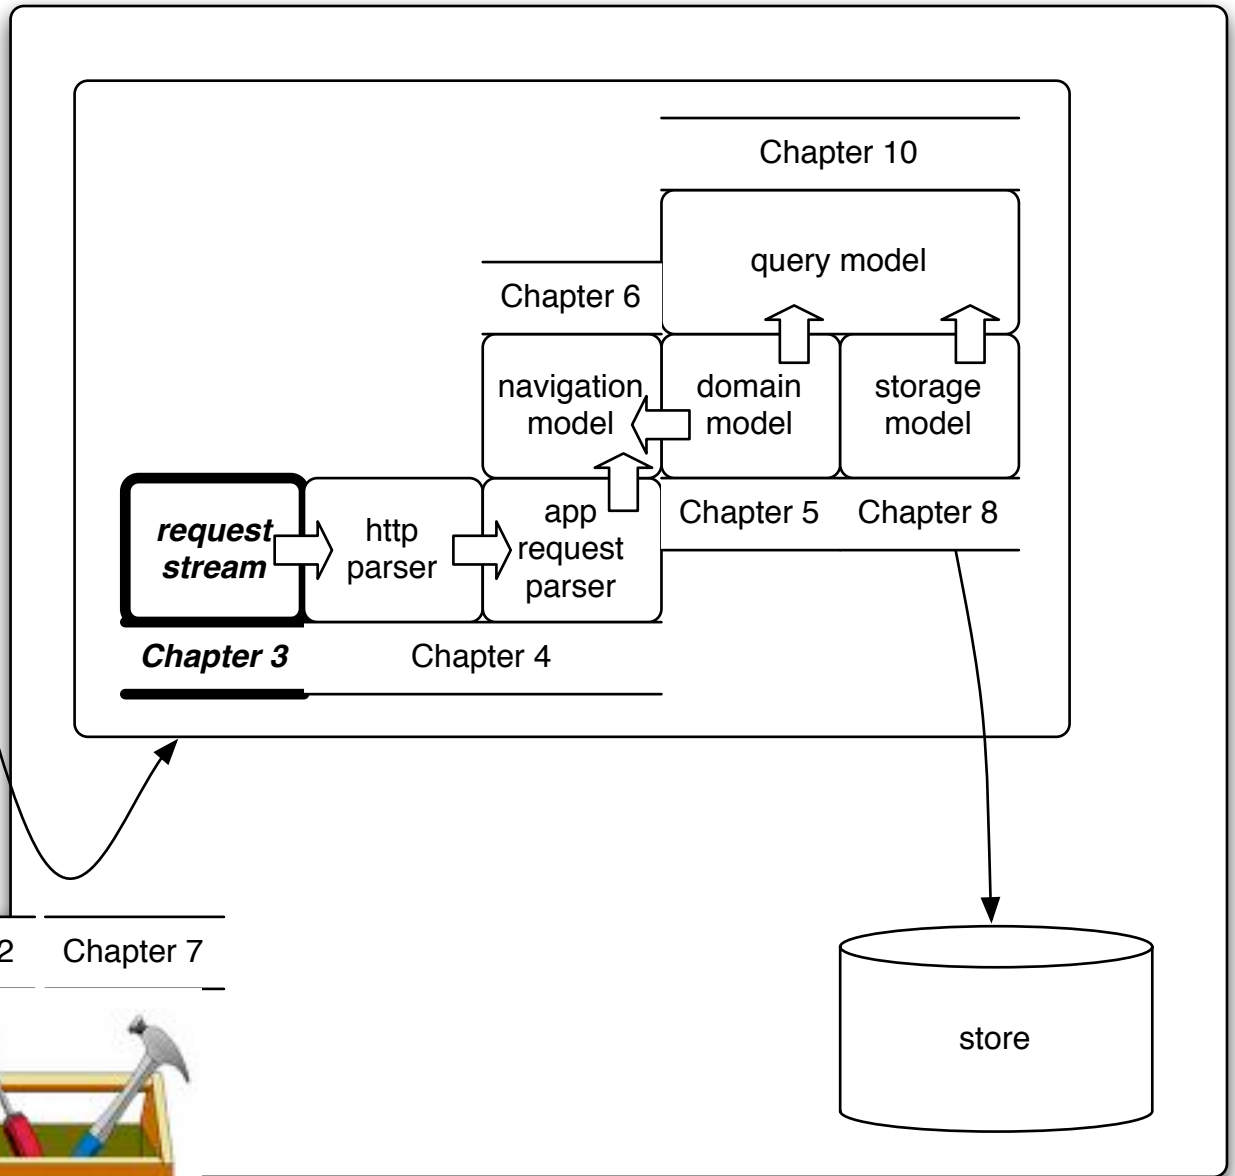 Chapter 10
query model
Chapter 6
navigation
model
domain
model
storage
model
Chapter 5
Chapter 8
request
stream
http
parser
app
request
parser
Chapter 3
Chapter 4
2
Chapter 7
store